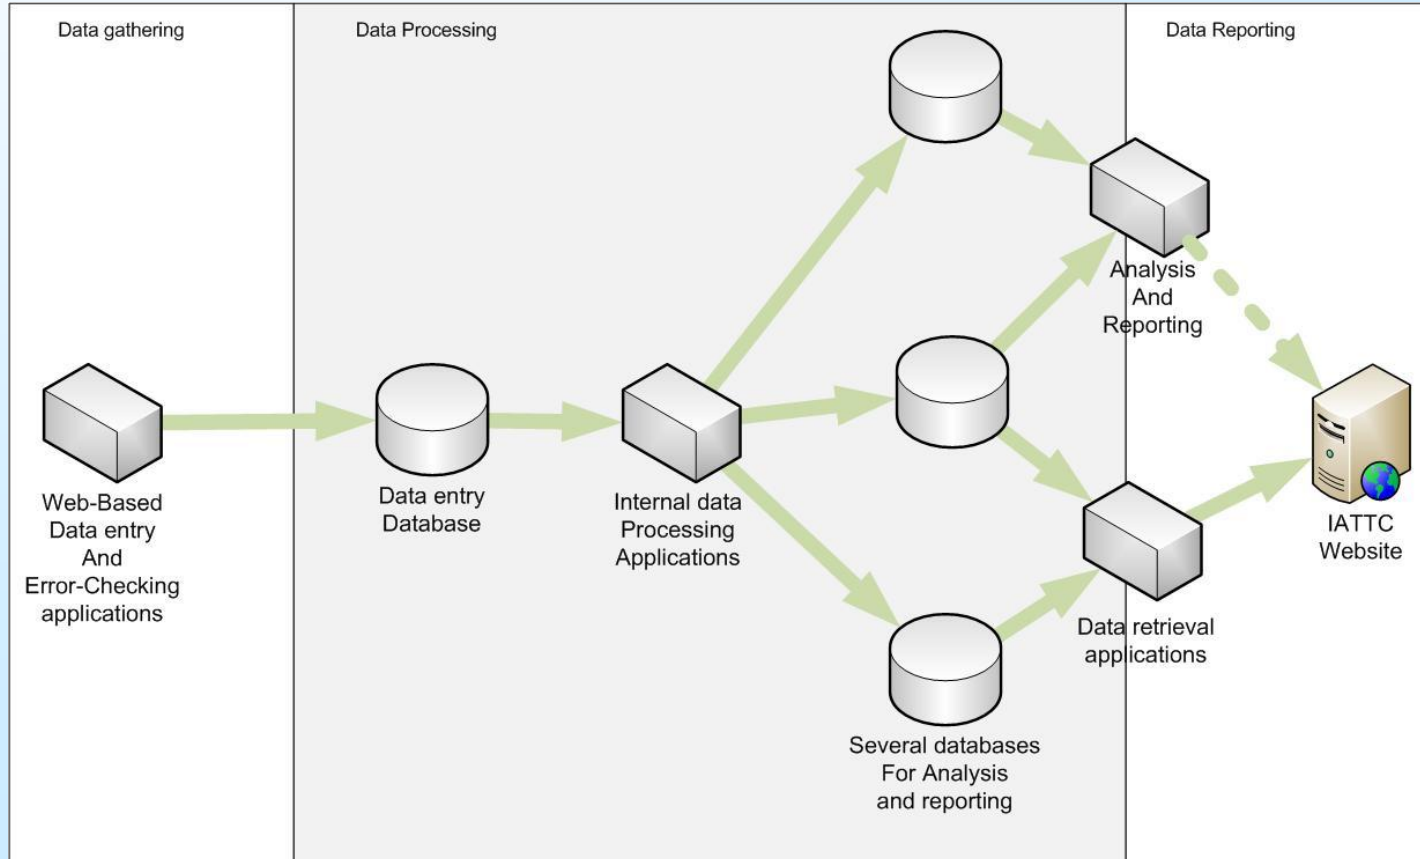 Data gathering
Data Processing
Data Reporting
Analysis
And
Reporting
Web-Based
Data entry
And
Error-Checking
applications
Data entry
Database
Internal data
Processing
Applications
IATTC
Website
Data retrieval
applications
Several databases
For Analysis
and reporting